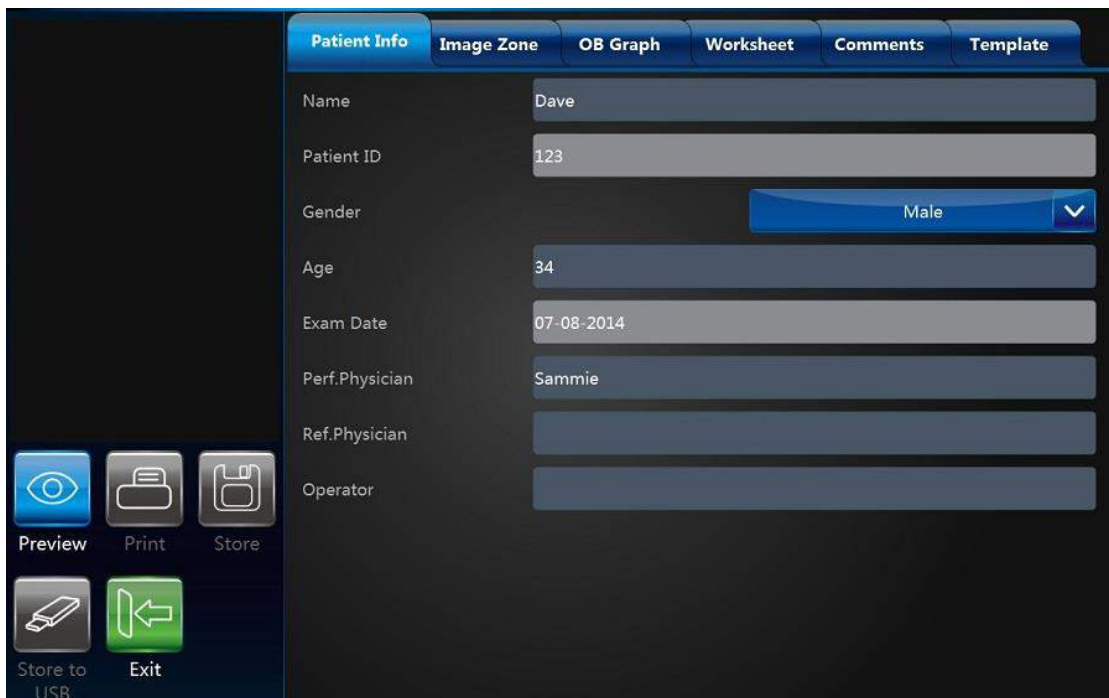 Patient Info Image Zone OB Graph Worksheet Comments Template
Name Dave
Patient ID 123
Gender Male
Age 34
Exam Date 07-08-2014
Perf.Physician Sammie
Ref.Physician
Operator
Preview Print Store
Store to USB
Exit